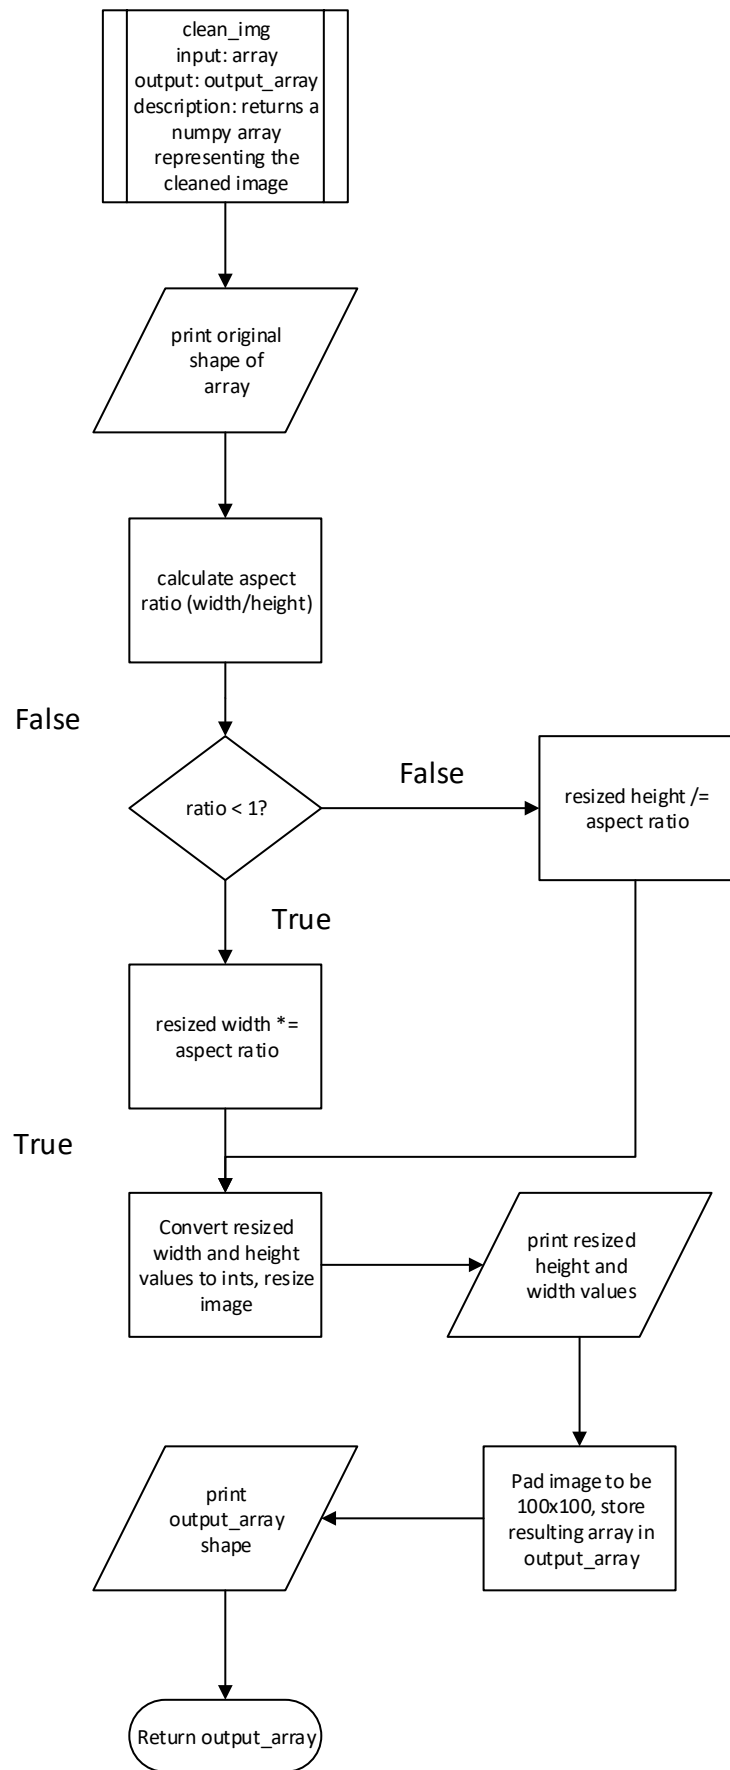 clean_img
input: array
output: output_array
description: returns a
numpy array
representing the
cleaned image
print original
shape of
array
calculate aspect
ratio (width/height)
False
ratio < 1?
False
resized height /=
aspect ratio
True
resized width *=
aspect ratio
True
Convert resized
width and height
values to ints, resize
image
print resized
height and
width values
print
output_array
shape
Pad image to be
100x100, store
resulting array in
output_array
Return output_array